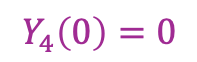 Y₄(0) = 0